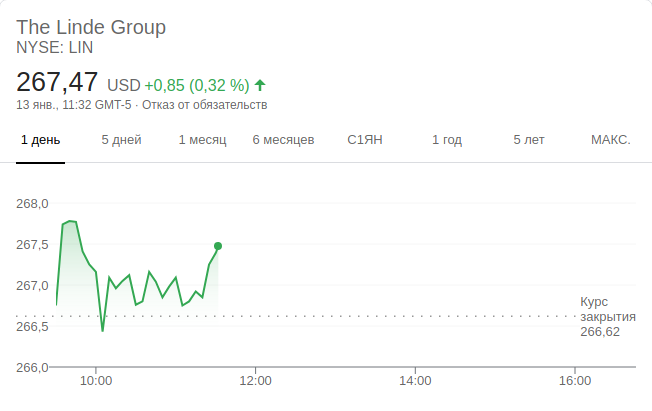 The Linde Group
NYSE: LIN
267,47 USD +0,85 (0,32 %)
13 янв., 11:32 GMT-5 · Отказ от обязательств
1 день 5 дней 1 месяц 6 месяцев С1ЯН 1 год 5 лет МАКС.
268,0
267,5
267,0
266,5
266,0
Курс
закрытия
266,62
10:00 12:00 14:00 16:00